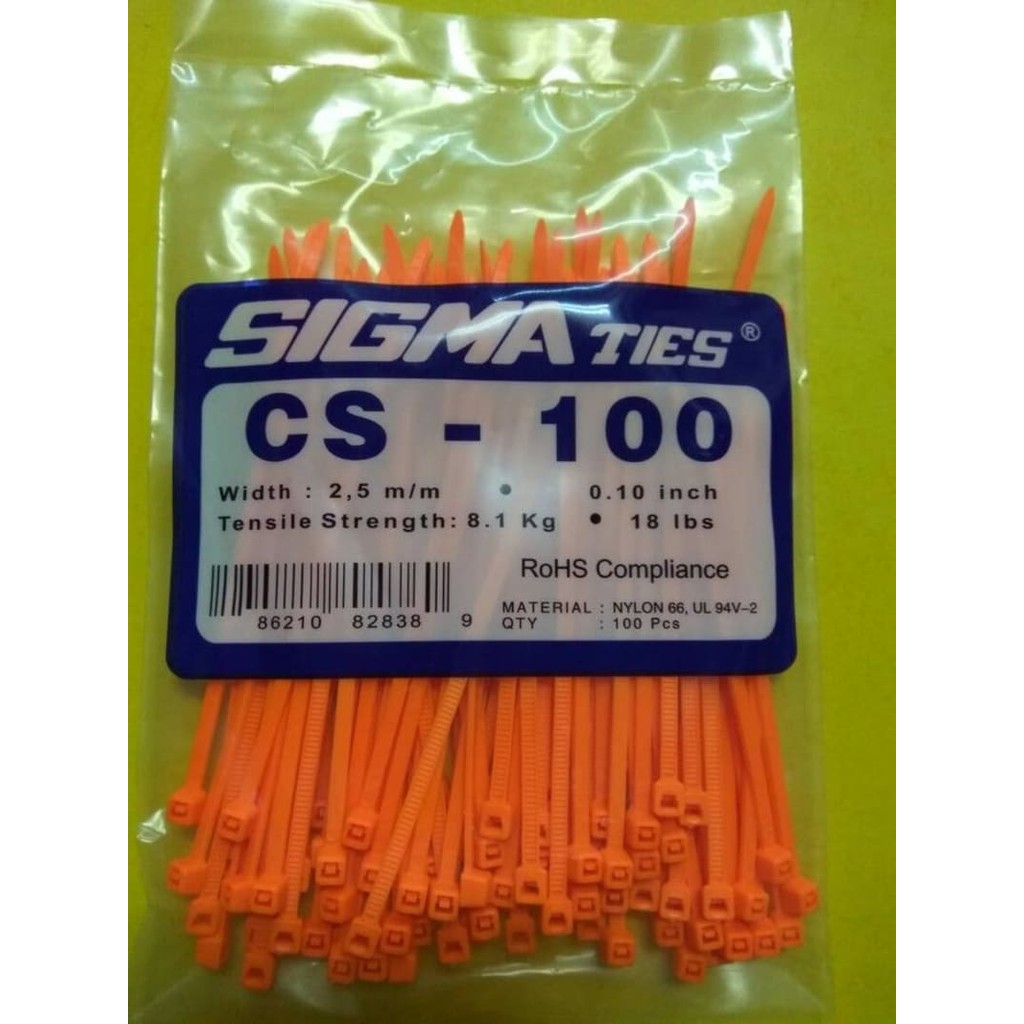 SIGMA TIES ®
CS - 100
Width : 2,5 m/m • 0.10 inch
Tensile Strength: 8.1 Kg • 18 lbs
RoHS Compliance
MATERIAL : NYLON 66, UL 94V-2
QTY : 100 Pcs
86210 82838 9